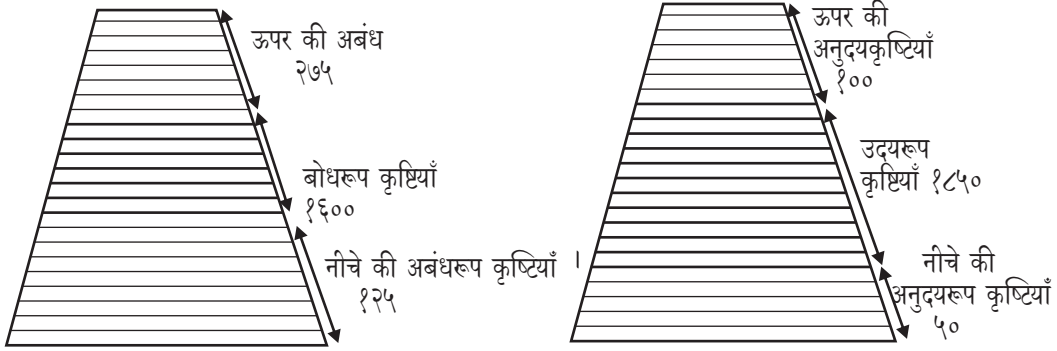 ऊपर की अबंध
२७५
बोधरूप कृष्टियाँ
१६००
नीचे की अबंधरूप कृष्टियाँ ।
१२५
ऊपर की
अनुदयकृष्टियाँ
१००
उदयरूप
कृष्टियाँ १८५०
नीचे की
अनुदयरूप कृष्टियाँ
५०